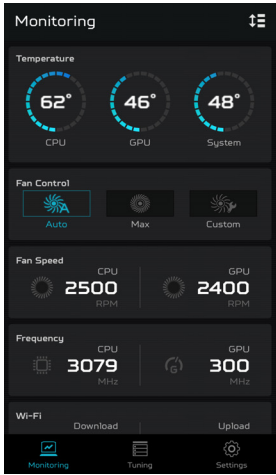 Monitoring
Temperature
62° 46° 48°
CPU GPU System
Fan Control
A
Auto Max Custom
Fan Speed
CPU GPU
2500 2400
RPM RPM
Frequency
CPU GPU
G
3079 300
MHz MHz
Wi-Fi
Download Upload
Monitoring Tuning Settings